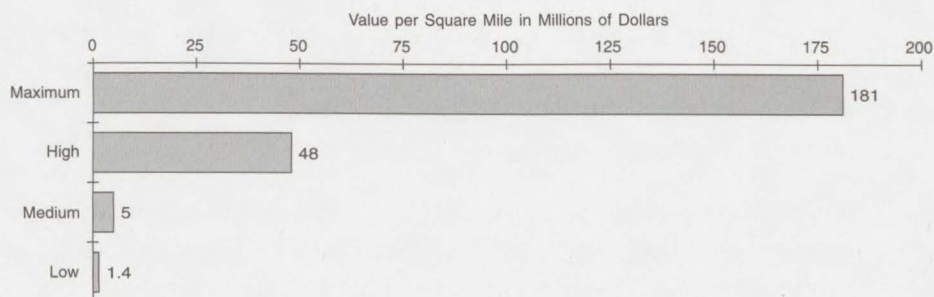 Value per Square Mile in Millions of Dollars
0 25 50 75 100 125 150 175 200
Maximum 181
High 48
Medium 5
Low 1.4